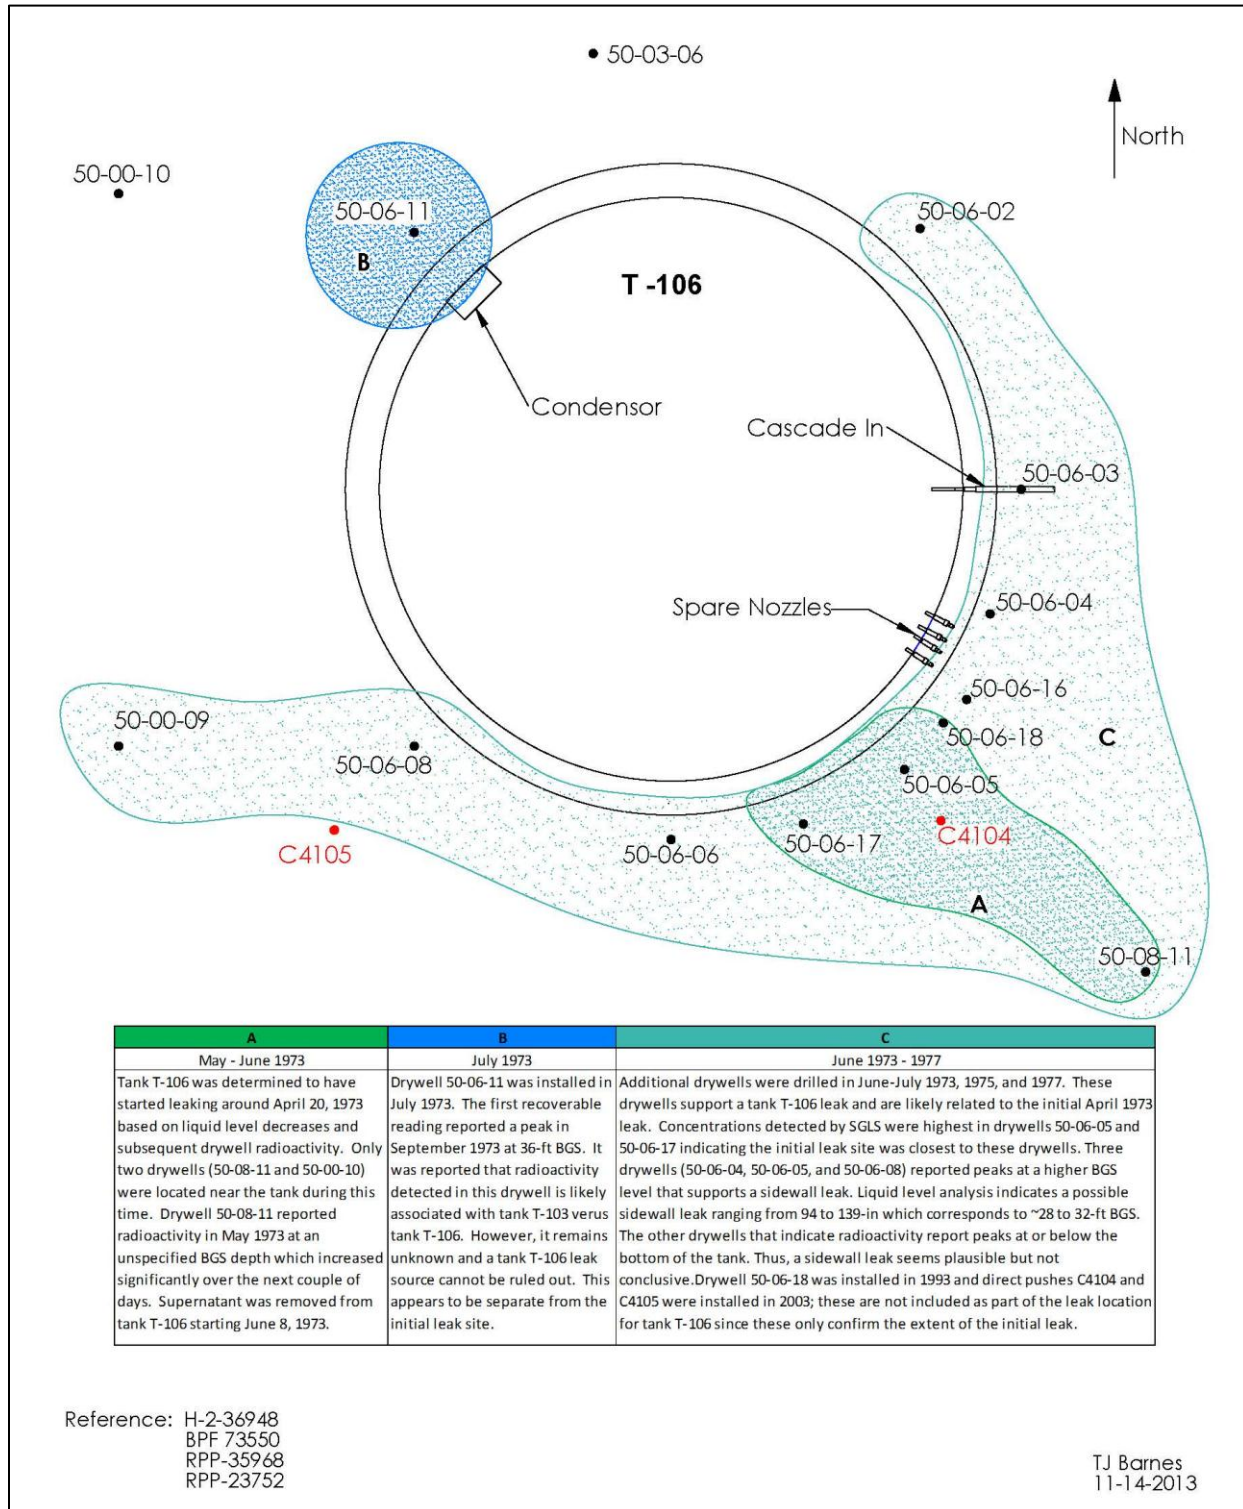 50-03-06
North
50-00-10
50-06-11
B
50-06-02
T -106
Condensor
Cascade In
50-06-03
Spare Nozzles
50-06-04
50-06-16
50-06-18
C
50-00-09
50-06-08
50-06-05
C4105
50-06-06
50-06-17
C4104
A
50-08-11
A
May - June 1973
Tank T-106 was determined to have
started leaking around April 20, 1973
based on liquid level decreases and
subsequent drywell radioactivity. Only
two drywells (50-08-11 and 50-00-10)
were located near the tank during this
time. Drywell 50-08-11 reported
radioactivity in May 1973 at an
unspecified BGS depth which increased
significantly over the next couple of
days. Supernatant was removed from
tank T-106 starting June 8, 1973.
B
July 1973
Drywell 50-06-11 was installed in
July 1973. The first recoverable
reading reported a peak in
September 1973 at 36-ft BGS. It
was reported that radioactivity
detected in this drywell is likely
associated with tank T-103 verus
tank T-106. However, it remains
unknown and a tank T-106 leak
source cannot be ruled out. This
appears to be separate from the
initial leak site.
C
June 1973 - 1977
Additional drywells were drilled in June-July 1973, 1975, and 1977. These
drywells support a tank T-106 leak and are likely related to the initial April 1973
leak. Concentrations detected by SGLS were highest in drywells 50-06-05 and
50-06-17 indicating the initial leak site was closest to these drywells. Three
drywells (50-06-04, 50-06-05, and 50-06-08) reported peaks at a higher BGS
level that supports a sidewall leak. Liquid level analysis indicates a possible
sidewall leak ranging from 94 to 139-in which corresponds to ~28 to 32-ft BGS.
The other drywells that indicate radioactivity report peaks at or below the
bottom of the tank. Thus, a sidewall leak seems plausible but not
conclusive.Drywell 50-06-18 was installed in 1993 and direct pushes C4104 and
C4105 were installed in 2003; these are not included as part of the leak location
for tank T-106 since these only confirm the extent of the initial leak.
Reference: H-2-36948
BPF 73550
RPP-35968
RPP-23752
TJ Barnes
11-14-2013